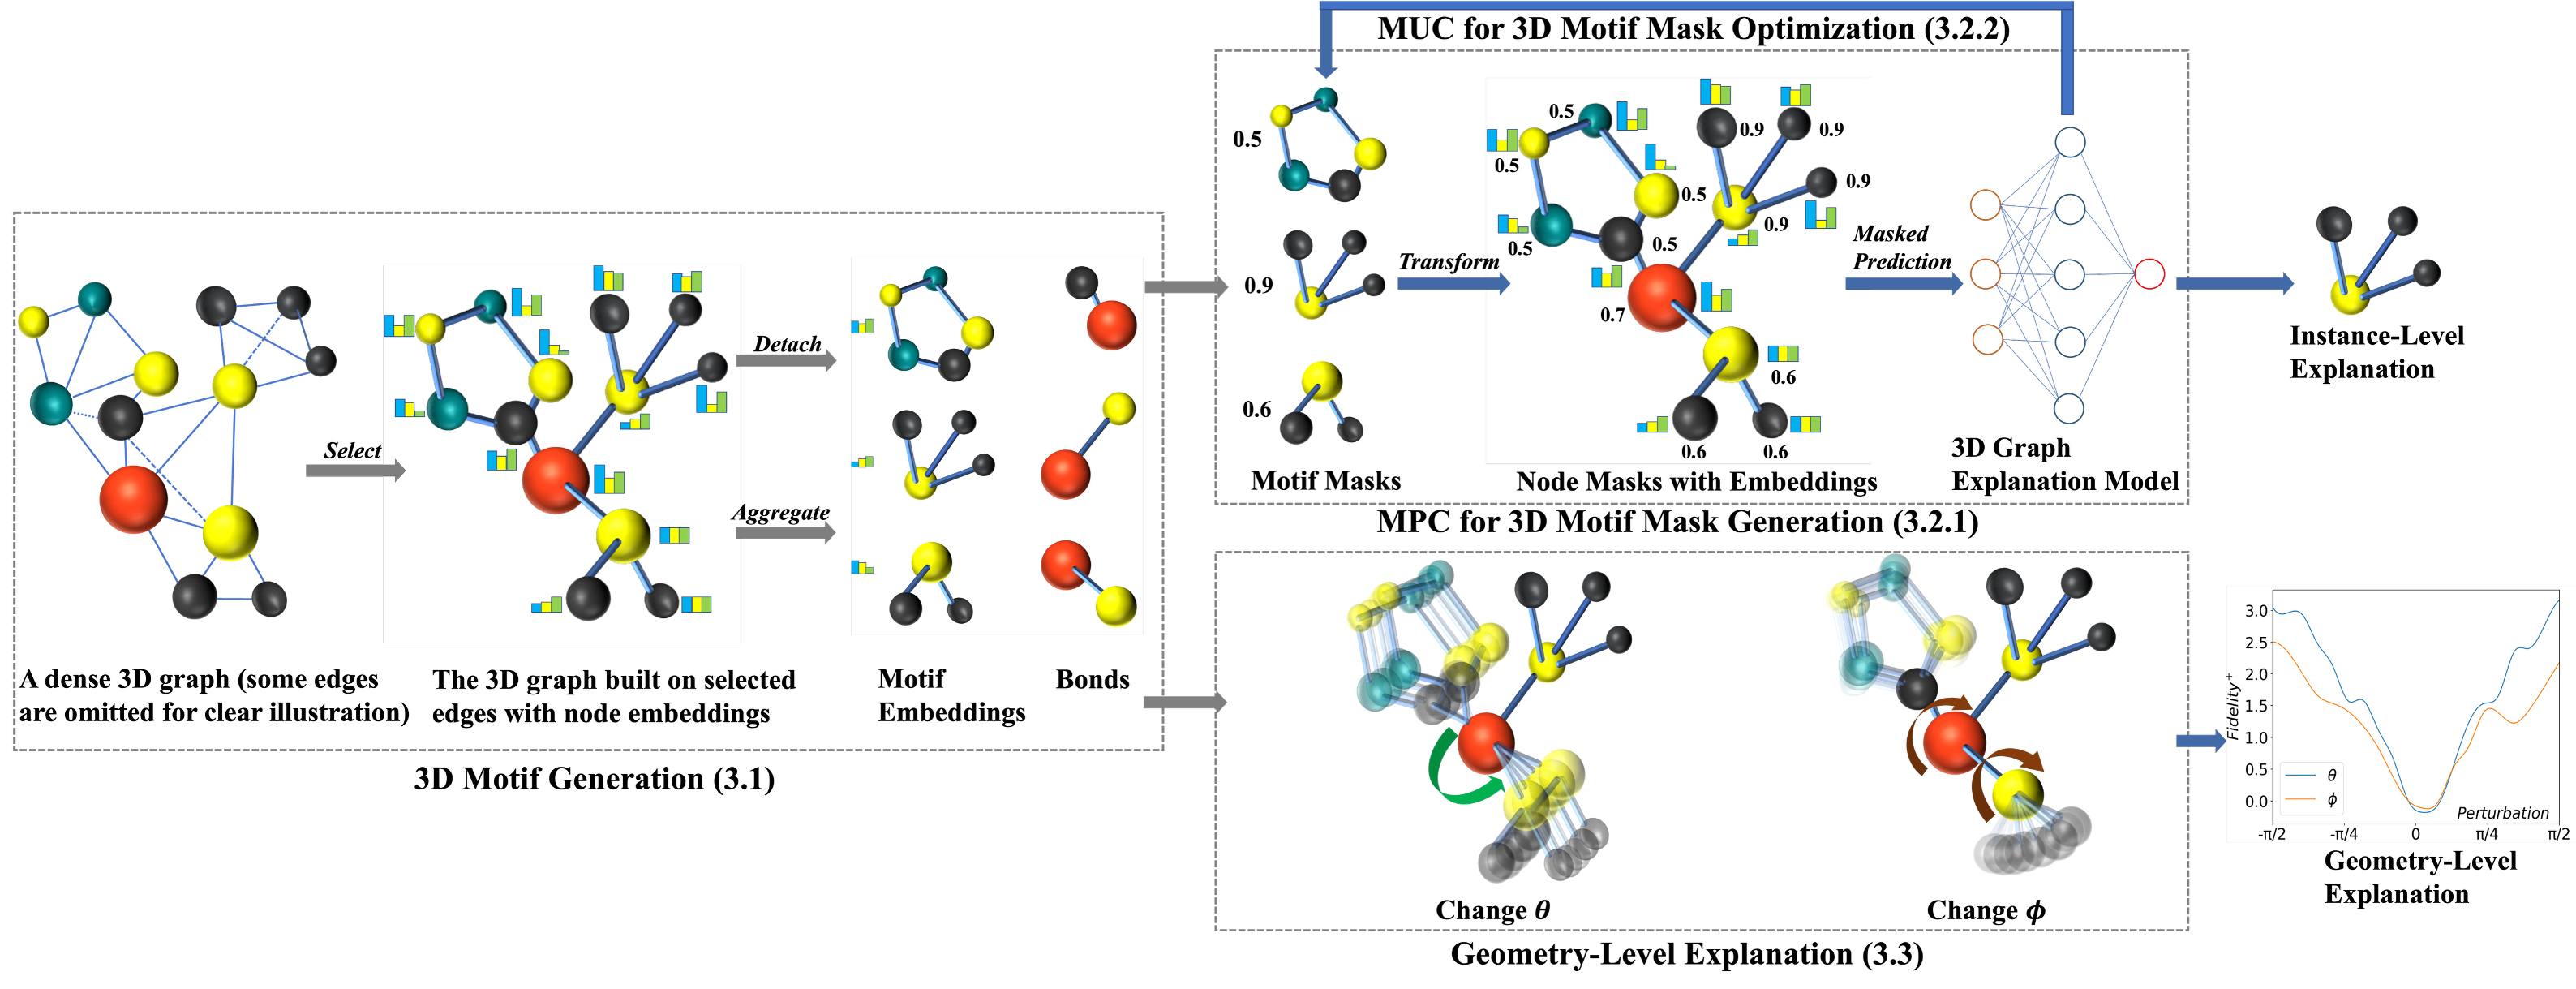 MUC for 3D Motif Mask Optimization (3.2.2)
A dense 3D graph (some edges
are omitted for clear illustration)
Select
The 3D graph built on selected
edges with node embeddings
Detach
Aggregate
Motif
Embeddings
Bonds
3D Motif Generation (3.1)
0.5
0.9
0.6
Motif Masks
Transform
0.5
0.5
0.5
0.5
0.5
0.9
0.9
0.9
0.9
0.7
0.6
0.6
0.6
Node Masks with Embeddings
Masked
Prediction
3D Graph
Explanation Model
MPC for 3D Motif Mask Generation (3.2.1)
Instance-Level
Explanation
Change θ
Change ϕ
Geometry-Level Explanation (3.3)
Fidelity⁺
3.0
2.5
2.0
1.5
1.0
0.5
0.0
θ
ϕ
Perturbation
-π/2
-π/4
0
π/4
π/2
Geometry-Level
Explanation